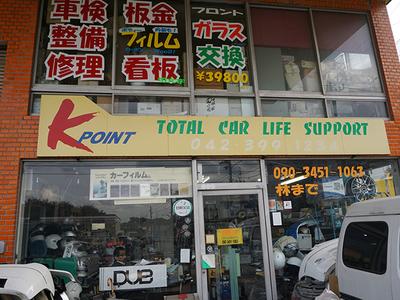 車検
整備
修理
板金
フィルム
看板
フロント
ガラス
交換
¥39800
K POINT
TOTAL CAR LIFE SUPPORT
042-399-1234
090-3451-1063
林まで
カーフィルム
DUB